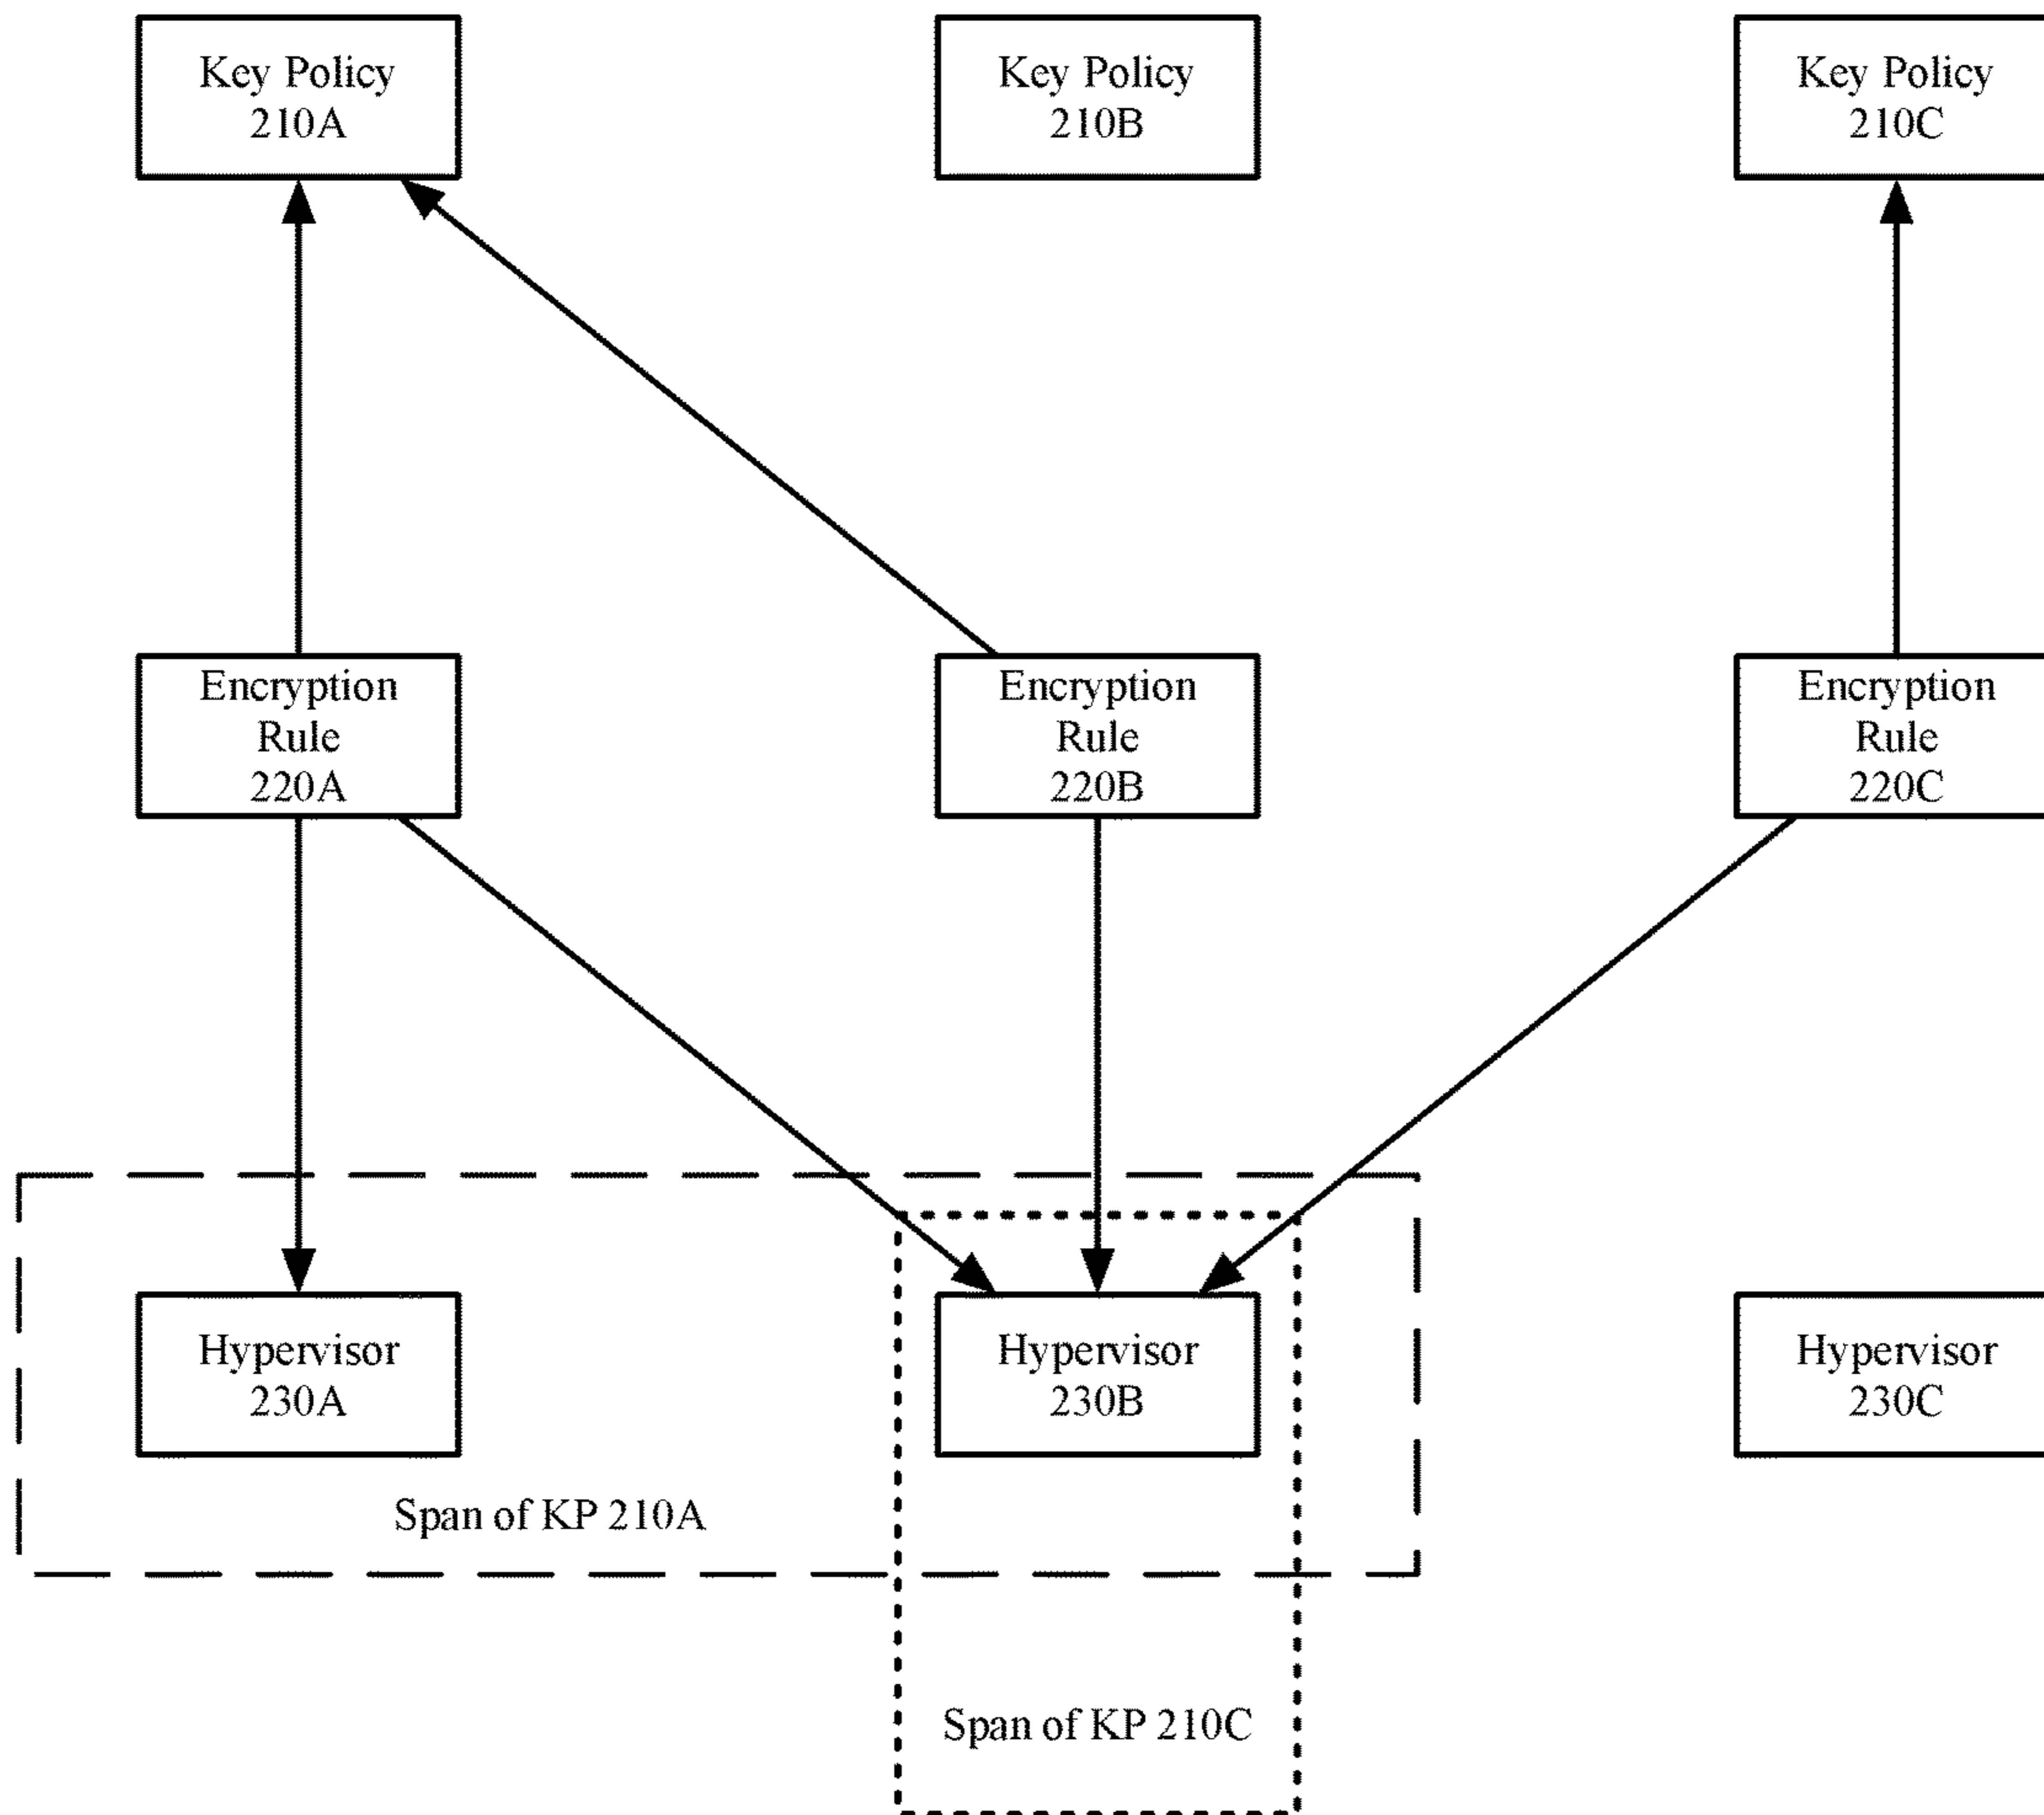 Key Policy
210A
Key Policy
210B
Key Policy
210C
Encryption
Rule
220A
Encryption
Rule
220B
Encryption
Rule
220C
Hypervisor
230A
Hypervisor
230B
Hypervisor
230C
Span of KP 210A
Span of KP 210C